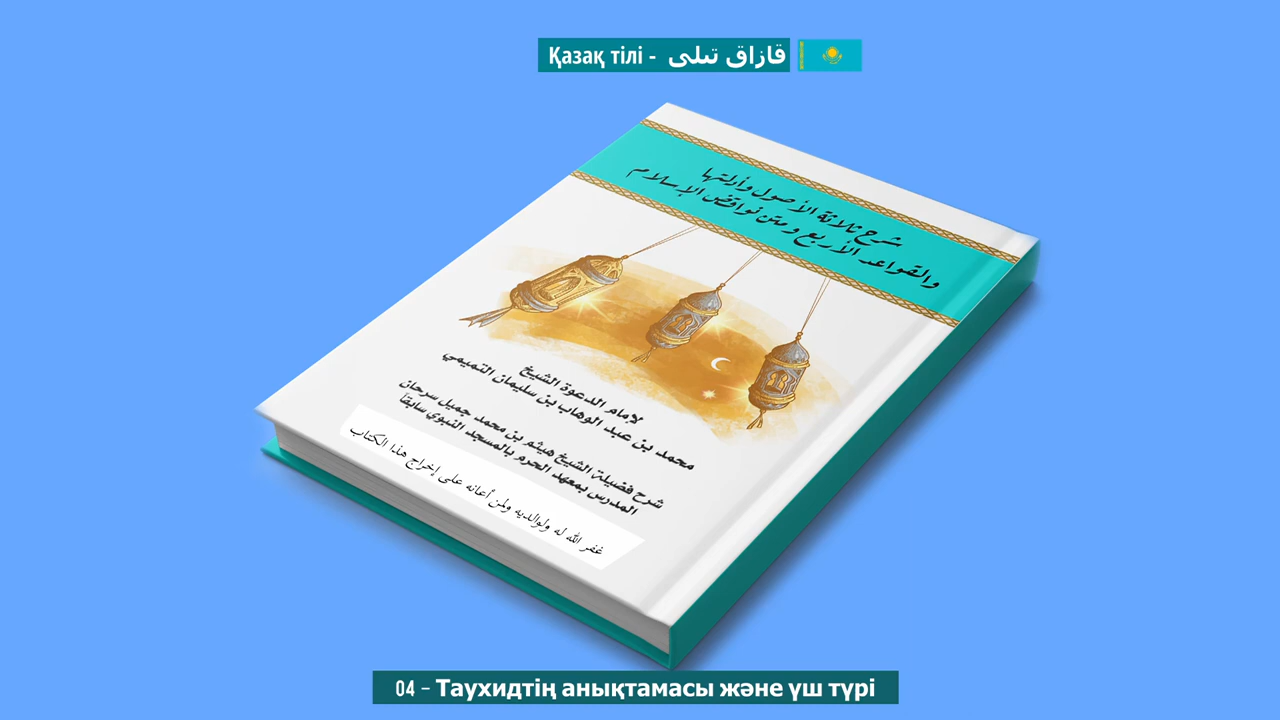 Қазақ тілі - قازاق تىلى
شرح ثلاثة الأصول وأدلتها
والقواعد الأربع ومتن نواقض الإسلام
لإمام الدعوة الشيخ
محمد بن عبد الوهاب بن سليمان التميمي
شرح فضيلة الشيخ هيثم بن محمد جميل سرحان
المدرس بمعهد الحرم بالمسجد النبوي سابقاً
غفر الله له ولوالديه ولمن أعانه على إخراج هذا الكتاب
04 - Таухидтің анықтамасы және үш түрі